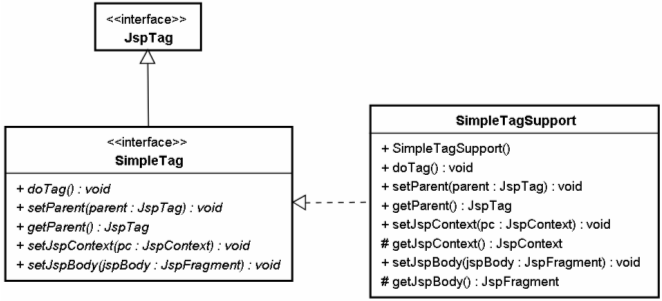 <<interface>>
JspTag
<<interface>>
SimpleTag
+ doTag() : void
+ setParent(parent : JspTag) : void
+ getParent() : JspTag
+ setJspContext(pc : JspContext) : void
+ setJspBody(jspBody : JspFragment) : void
SimpleTagSupport
+ SimpleTagSupport()
+ doTag() : void
+ setParent(parent : JspTag) : void
+ getParent() : JspTag
+ setJspContext(pc : JspContext) : void
# getJspContext() : JspContext
+ setJspBody(jspBody : JspFragment) : void
# getJspBody() : JspFragment